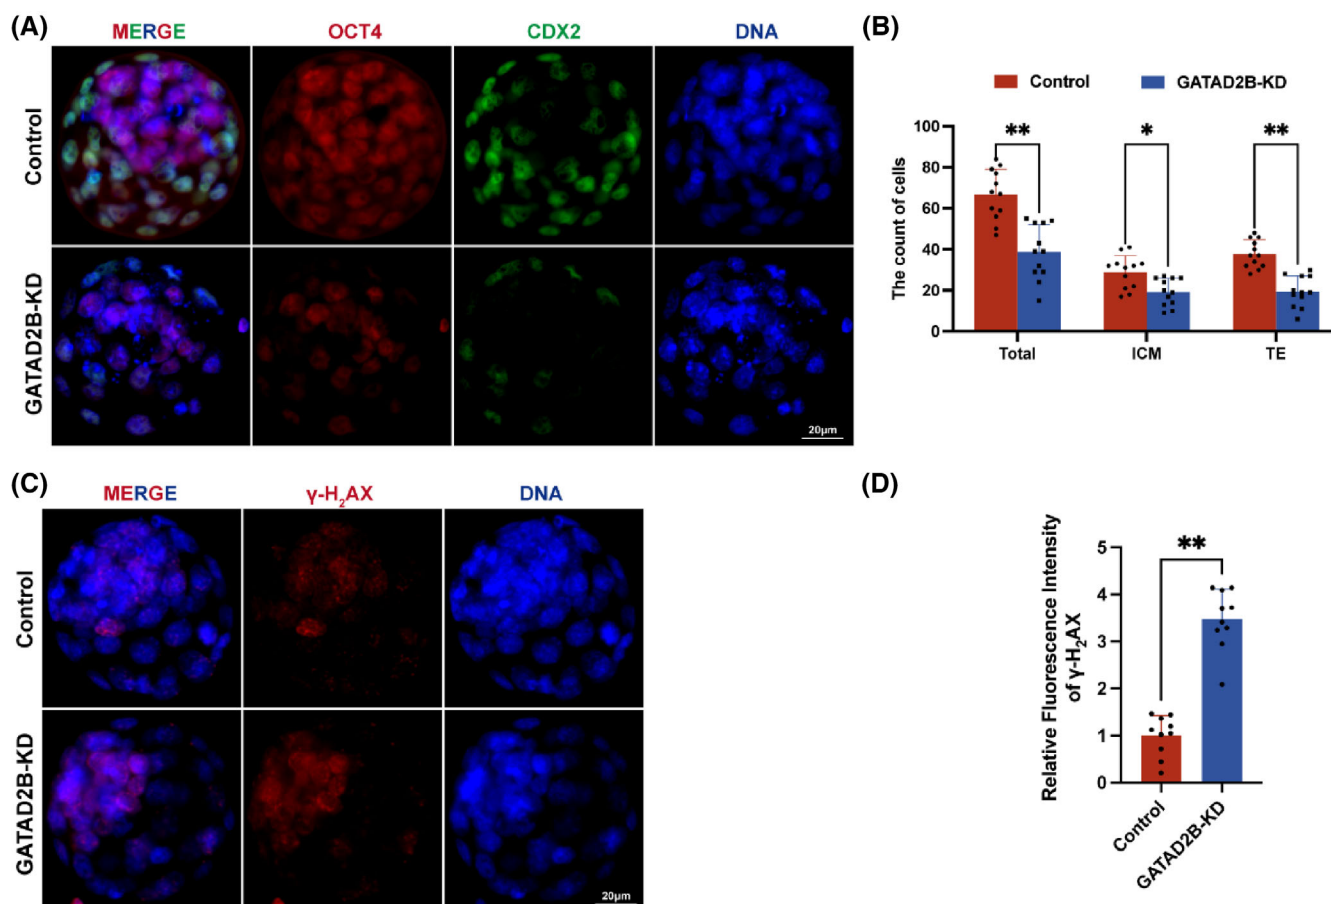 (A)
MERGE OCT4 CDX2 DNA
Control
GATAD2B-KD
20μm
(B)
Control GATAD2B-KD
** * **
The count of cells
100
80
60
40
20
0
Total ICM TE
(C)
MERGE γ-H₂AX DNA
Control
GATAD2B-KD
20μm
(D)
**
Relative Fluorescence Intensity
of γ-H₂AX
5
4
3
2
1
0
Control
GATAD2B-KD